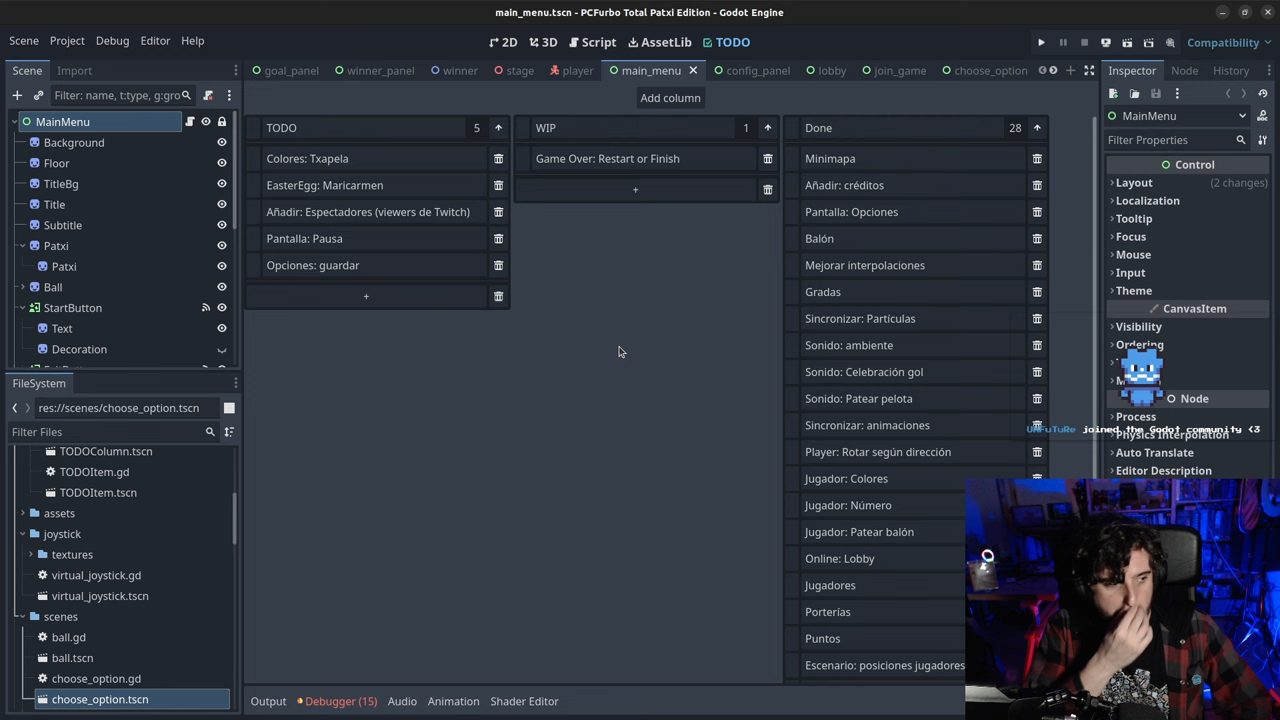 main_menu.tscn - PCFurbo Total Patxi Edition - Godot Engine
Scene Project Debug Editor Help
2D 3D Script AssetLib TODO
Compatibility
Scene Import
goal_panel winner_panel winner stage player main_menu config_panel lobby join_game choose_option
Inspector Node History
Filter: name, t:type, g:gro
Add column
MainMenu
Background
Floor
TitleBg
Title
Subtitle
Patxi
Patxi
Ball
StartButton
Text
Decoration
FileSystem
res://scenes/choose_option.tscn
Filter Files
TODOColumn.tscn
TODOItem.gd
TODOItem.tscn
assets
joystick
textures
virtual_joystick.gd
virtual_joystick.tscn
scenes
ball.gd
ball.tscn
choose_option.gd
choose_option.tscn
TODO 5
Colores: Txapela
EasterEgg: Maricarmen
Añadir: Espectadores (viewers de Twitch)
Pantalla: Pausa
Opciones: guardar
+
WIP 1
Game Over: Restart or Finish
+
Done 28
Minimapa
Añadir: créditos
Pantalla: Opciones
Balón
Mejorar interpolaciones
Gradas
Sincronizar: Partículas
Sonido: ambiente
Sonido: Celebración gol
Sonido: Patear pelota
Sincronizar: animaciones
Player: Rotar según dirección
Jugador: Colores
Jugador: Número
Jugador: Patear balón
Online: Lobby
Jugadores
Porterías
Puntos
Escenario: posiciones jugadores
MainMenu
Filter Properties
Control
Layout (2 changes)
Localization
Tooltip
Focus
Mouse
Input
Theme
CanvasItem
Visibility
Ordering
Node
Process
UnFuTuRe joined the Godot community <3
Physics Interpolation
Auto Translate
Editor Description
Output Debugger (15) Audio Animation Shader Editor